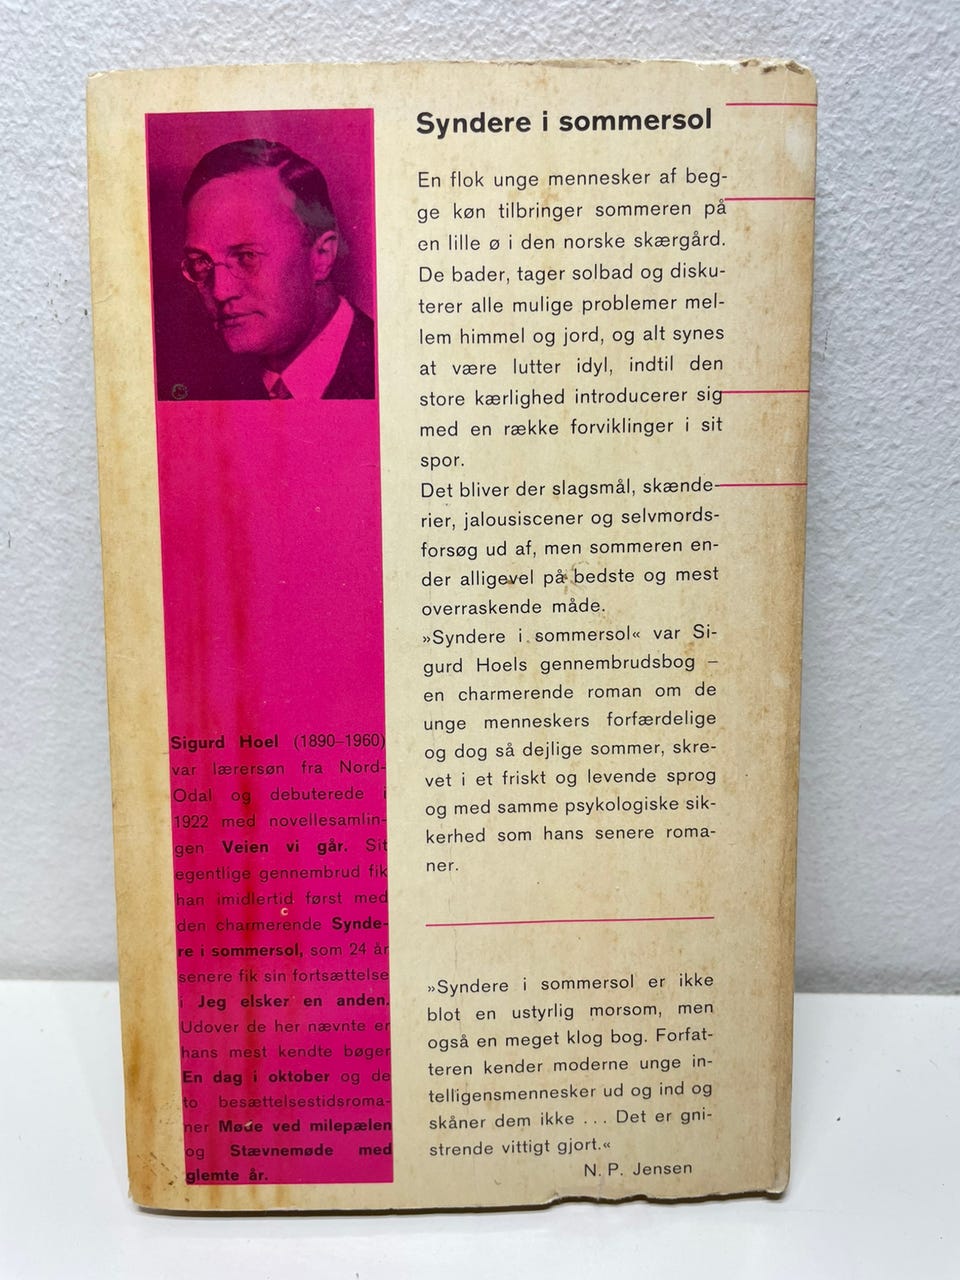 Syndere i sommersol
En flok unge mennesker af beg-
ge køn tilbringer sommeren på
en lille ø i den norske skærgård.
De bader, tager solbad og disku-
terer alle mulige problemer mel-
lem himmel og jord, og alt synes
at være lutter idyl, indtil den
store kærlighed introducerer sig
med en række forviklinger i sit
spor.
Det bliver der slagsmål, skænde-
rier, jalousiscener og selvmords-
forsøg ud af, men sommeren en-
der alligevel på bedste og mest
overraskende måde.
»Syndere i sommersol« var Si-
gurd Hoels gennembrudsbog –
en charmerende roman om de
unge menneskers forfærdelige
og dog så dejlige sommer, skre-
vet i et friskt og levende sprog
og med samme psykologiske sik-
kerhed som hans senere roma-
ner.
»Syndere i sommersol er ikke
blot en ustyrlig morsom, men
også en meget klog bog. Forfat-
teren kender moderne unge in-
telligensmennesker ud og ind og
skåner dem ikke ... Det er gni-
strende vittigt gjort.«
N. P. Jensen
Sigurd Hoel (1890–1960)
var lærersøn fra Nord-
Odal og debuterede i
1922 med novellesamlin-
gen Veien vi går. Sit
egentlige gennembrud fik
han imidlertid først med
den charmerende Synde-
re i sommersol, som 24 år
senere fik sin fortsættelse
i Jeg elsker en anden.
Udover de her nævnte er
hans mest kendte bøger
En dag i oktober og de
to besættelsestidsroma-
ner Møde ved milepælen
og Stævnemøde med
glemte år.